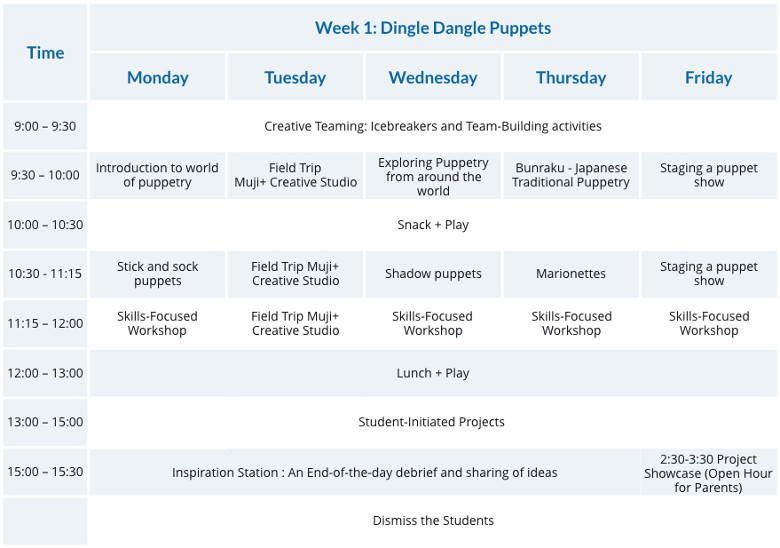 Week 1: Dingle Dangle Puppets
Time
Monday Tuesday Wednesday Thursday Friday
9:00 – 9:30
Creative Teaming: Icebreakers and Team-Building activities
9:30 – 10:00
Introduction to world
of puppetry
Field Trip
Muji+ Creative Studio
Exploring Puppetry
from around the
world
Bunraku - Japanese
Traditional Puppetry
Staging a puppet
show
10:00 – 10:30
Snack + Play
10:30 - 11:15
Stick and sock
puppets
Field Trip Muji+
Creative Studio
Shadow puppets
Marionettes
Staging a puppet
show
11:15 – 12:00
Skills-Focused
Workshop
Field Trip Muji+
Creative Studio
Skills-Focused
Workshop
Skills-Focused
Workshop
Skills-Focused
Workshop
12:00 – 13:00
Lunch + Play
13:00 – 15:00
Student-Initiated Projects
15:00 – 15:30
Inspiration Station : An End-of-the-day debrief and sharing of ideas
2:30-3:30 Project
Showcase (Open Hour
for Parents)
Dismiss the Students